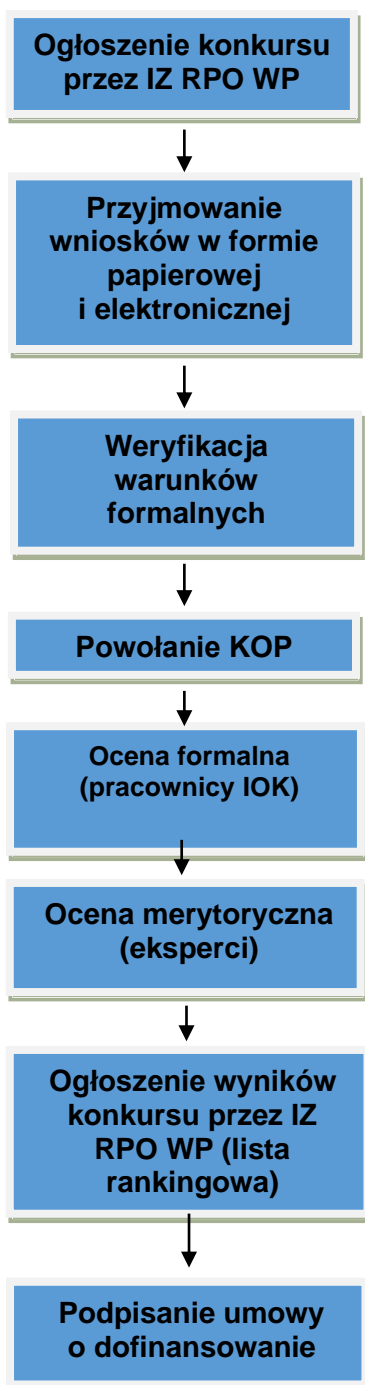 Ogłoszenie konkursu
przez IZ RPO WP
Przyjmowanie
wniosków w formie
papierowej
i elektronicznej
Weryfikacja
warunków
formalnych
Powołanie KOP
Ocena formalna
(pracownicy IOK)
Ocena merytoryczna
(eksperci)
Ogłoszenie wyników
konkursu przez IZ
RPO WP (lista
rankingowa)
Podpisanie umowy
o dofinansowanie